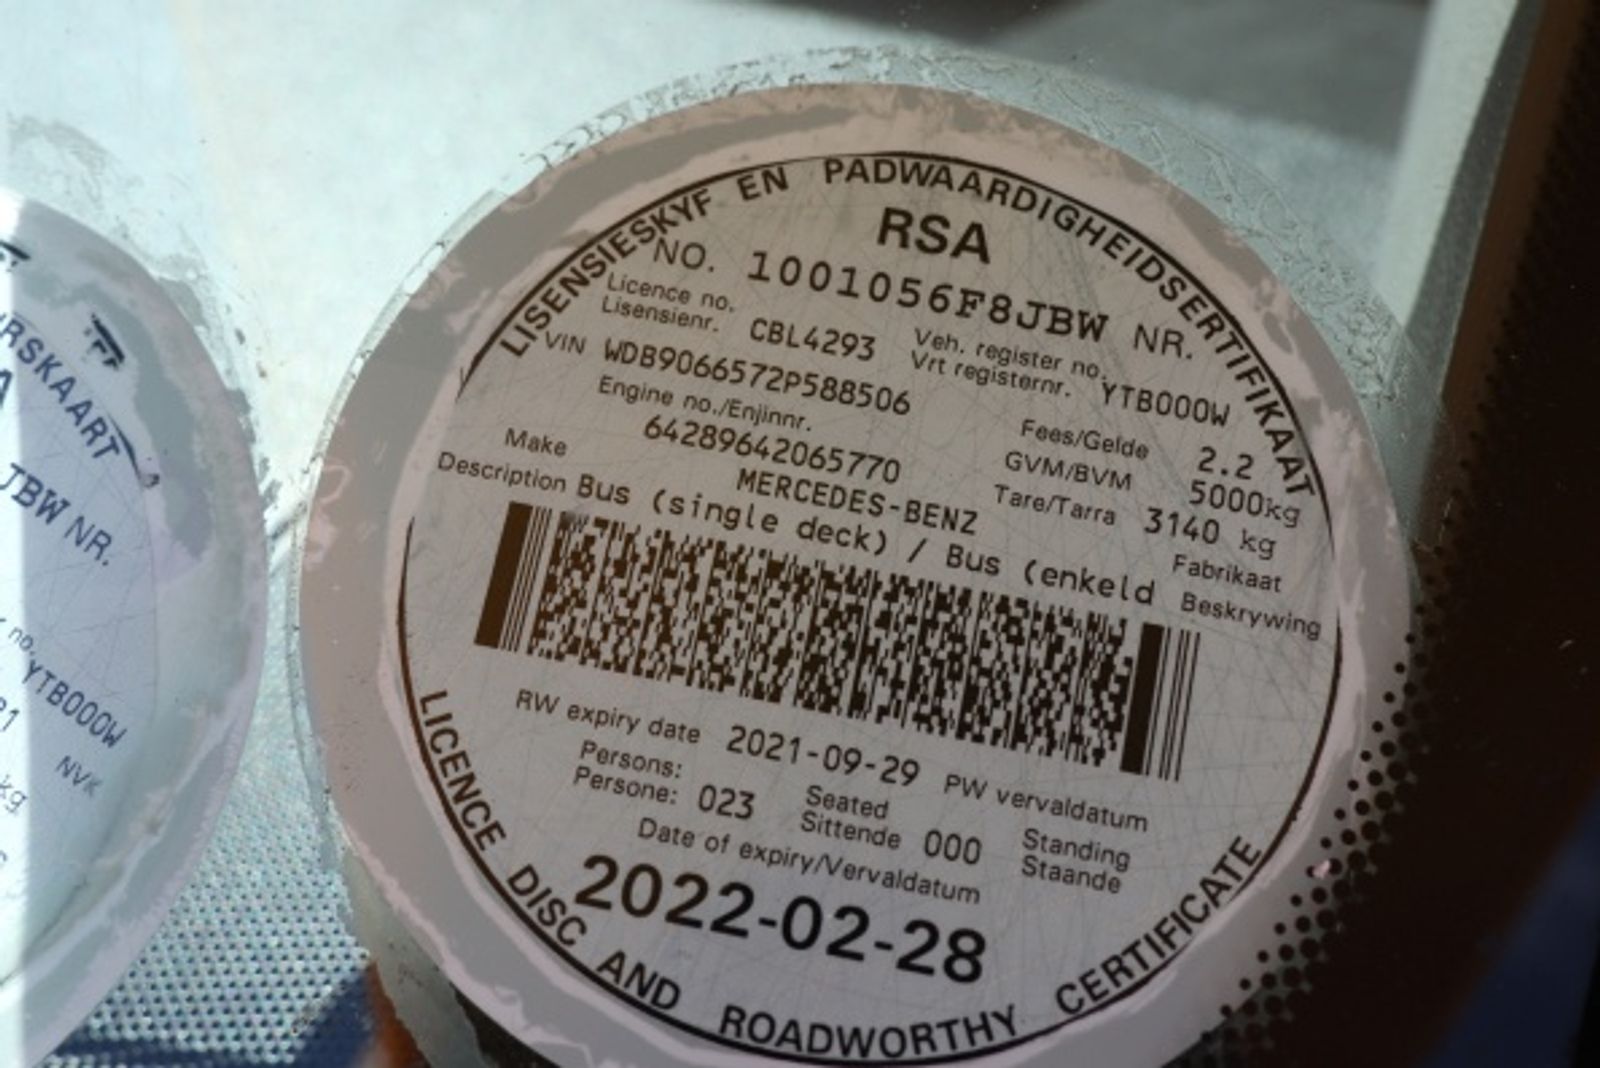 LISENSIESKYF EN PADWAARDIGHEIDSERTIFIKAAT
RSA
NO. 1001056F8JBW NR.
Licence no.
Lisensienr. CBL4293
Veh. register no.
Vrt registernr. YTB000W
VIN WDB9066572P588506
Engine no./Enjinnr.
64289642065770
Fees/Gelde 2.2
GVM/BVM 5000kg
Tare/Tarra 3140 kg
Make MERCEDES-BENZ Fabrikaat
Description Bus (single deck) / Bus (enkeld Beskrywing
RW expiry date 2021-09-29 PW vervaldatum
Persons:
Persone: 023
Seated
Sittende 000
Standing
Staande
Date of expiry/Vervaldatum
2022-02-28
LICENCE DISC AND ROADWORTHY CERTIFICATE
RSKAART
JBW NR.
no. YTB000W
NVK
kg